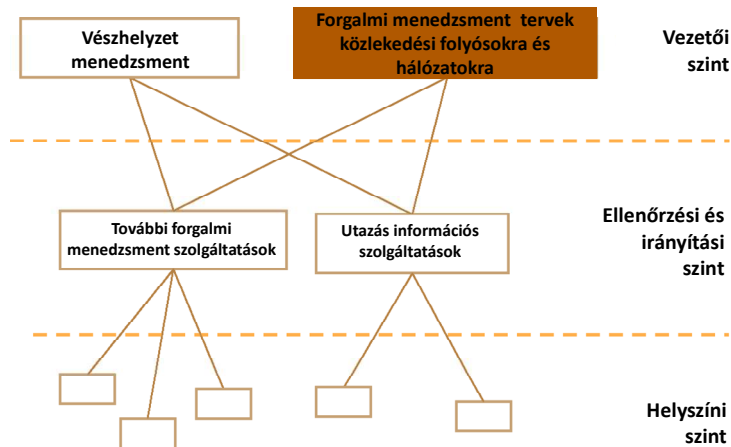 Vészhelyzet
menedzsment
Forgalmi menedzsment tervek
közlekedési folyósokra és
hálózatokra
Vezetői
szint
További forgalmi
menedzsment szolgáltatások
Utazás információs
szolgáltatások
Ellenőrzési és
irányítási
szint
Helyszíni
szint